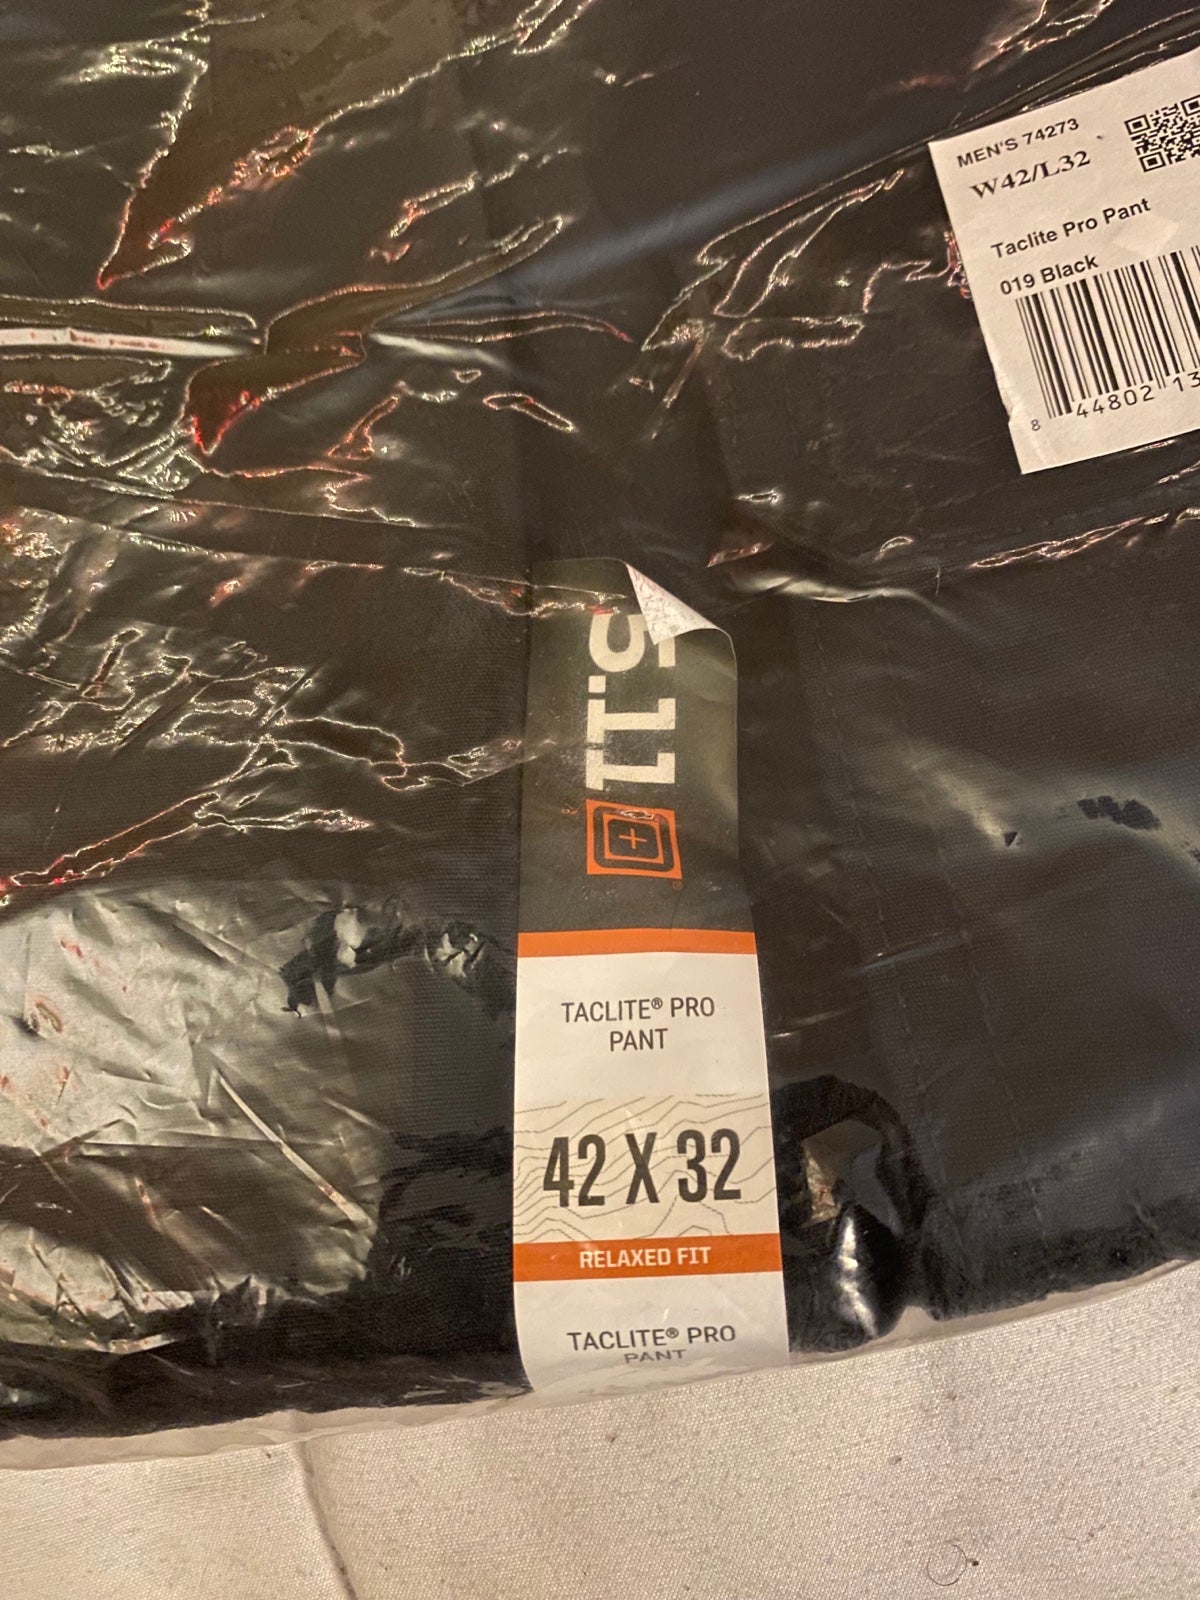 MEN'S 74273
W42/L32
Taclite Pro Pant
019 Black
8 44802 13
5.11
®
TACLITE® PRO
PANT
42 X 32
RELAXED FIT
TACLITE® PRO
PANT